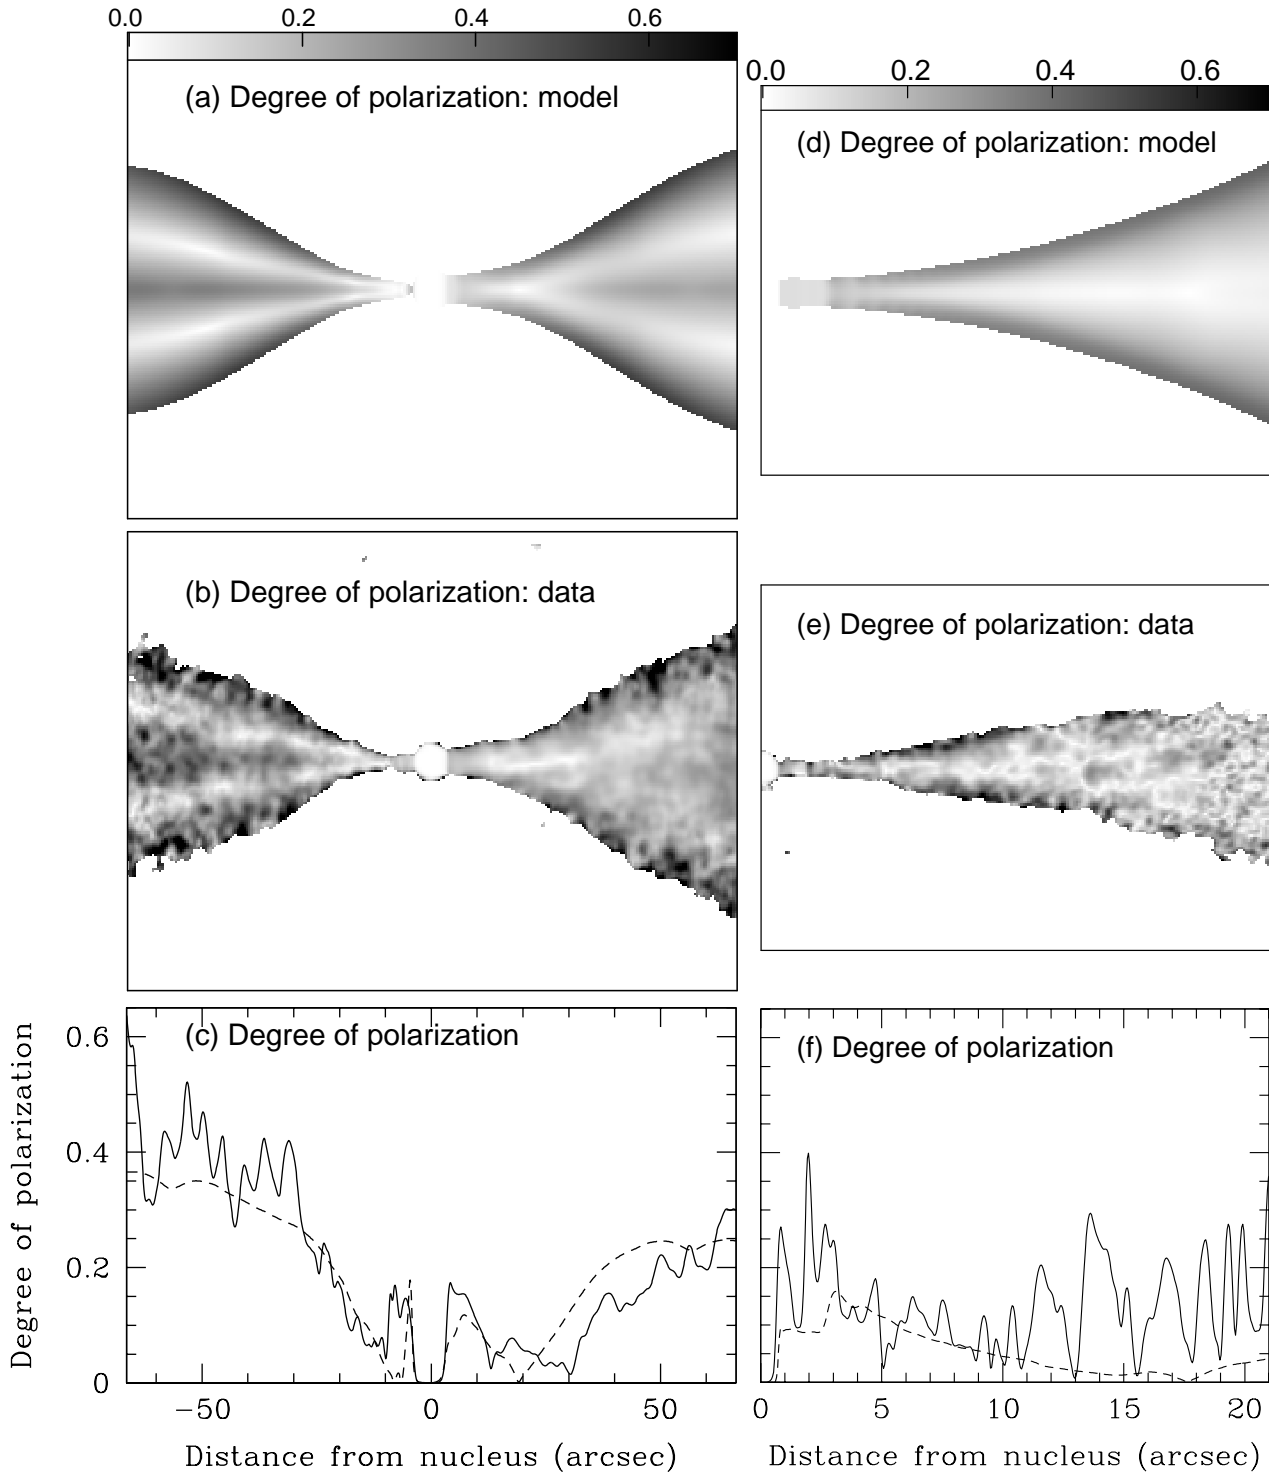 0.0 0.2 0.4 0.6
(a) Degree of polarization: model
0.0 0.2 0.4 0.6
(d) Degree of polarization: model
(b) Degree of polarization: data
(e) Degree of polarization: data
(c) Degree of polarization
0.6
0.4
0.2
0
Degree of polarization
−50 0 50
Distance from nucleus (arcsec)
(f) Degree of polarization
0 5 10 15 20
Distance from nucleus (arcsec)